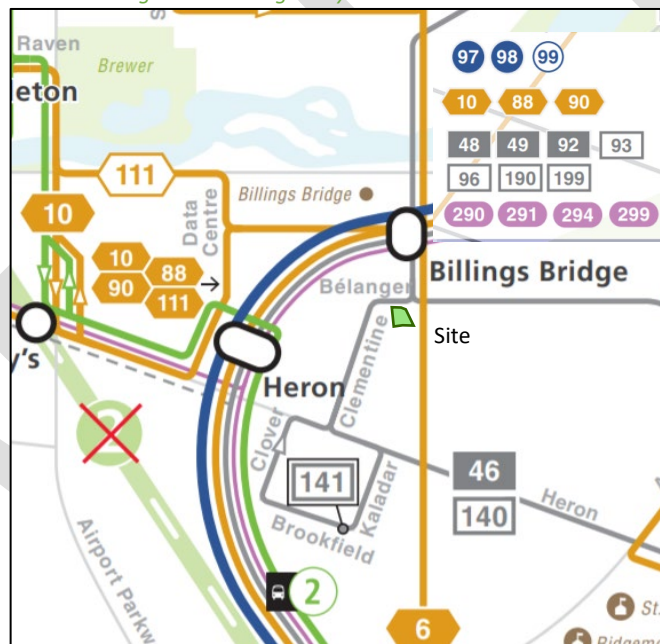 Raven
eton
Brewer
97 98 99
10 88 90
48 49 92 93
96 190 199
290 291 294 299
111
10
Billings Bridge
Data
Centre
10
88
90
111
Billings Bridge
Bélanger
Site
y's
Heron
Clementine
Clover
141
Kaladar
Brookfield
46
140
Heron
Airport Parkw
2
6
St.
Ridgem